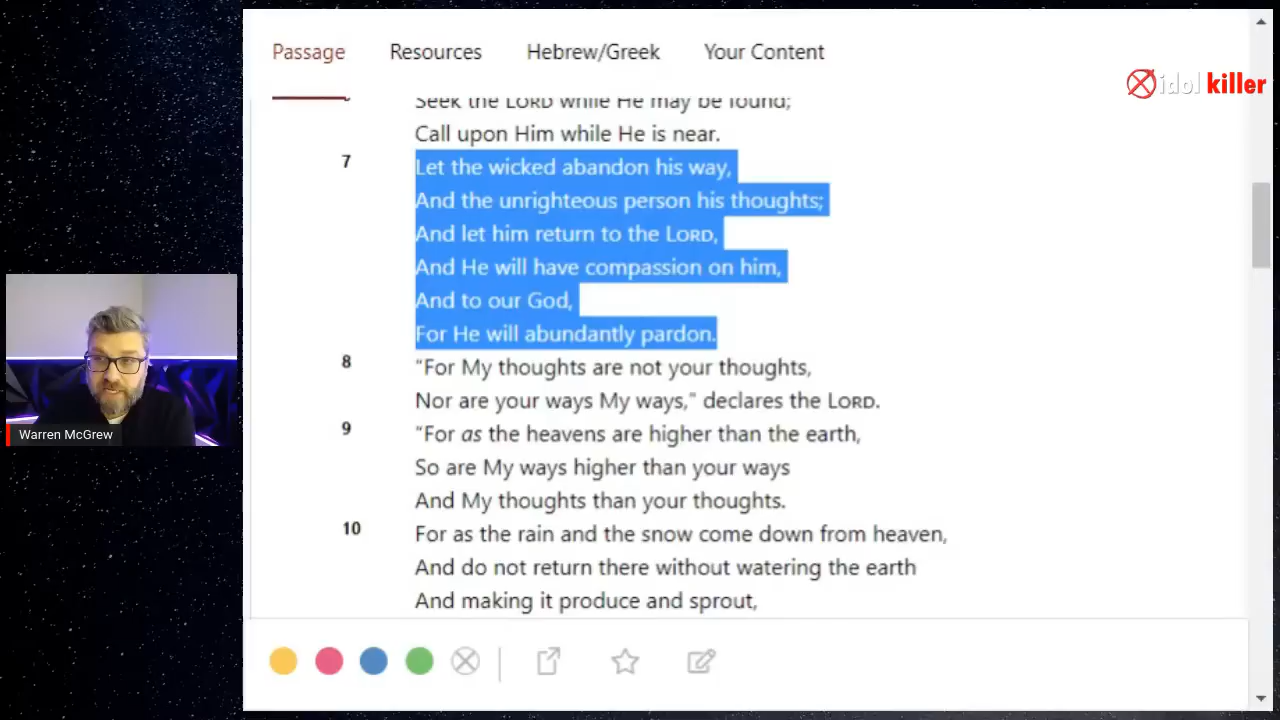 Passage Resources Hebrew/Greek Your Content
idol killer
Seek the LORD while He may be found;
Call upon Him while He is near.
7 Let the wicked abandon his way,
And the unrighteous person his thoughts;
And let him return to the LORD,
And He will have compassion on him,
And to our God,
For He will abundantly pardon.
8 “For My thoughts are not your thoughts,
Nor are your ways My ways,” declares the LORD.
9 “For as the heavens are higher than the earth,
So are My ways higher than your ways
And My thoughts than your thoughts.
10 For as the rain and the snow come down from heaven,
And do not return there without watering the earth
And making it produce and sprout,
Warren McGrew